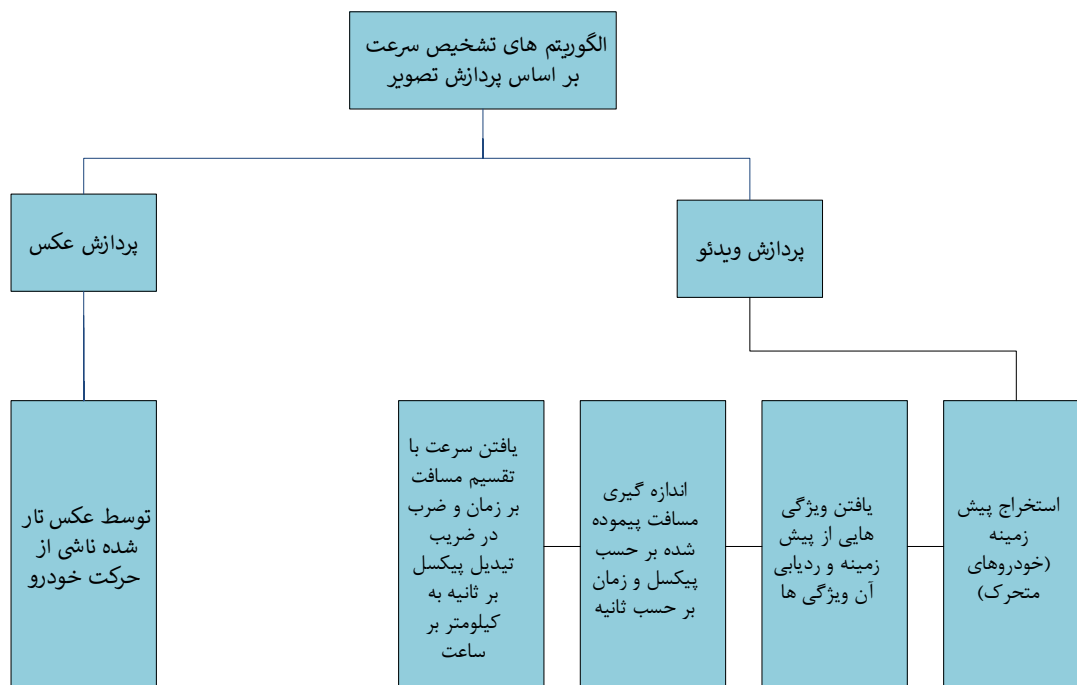 الگوریتم های تشخیص سرعت
بر اساس پردازش تصویر
پردازش ویدئو
پردازش عکس
استخراج پیش
زمینه
(خودروهای
متحرک)
یافتن ویژگی
هایی از پیش
زمینه و ردیابی
آن ویژگی ها
اندازه گیری
مسافت پیموده
شده بر حسب
پیکسل و زمان
بر حسب ثانیه
یافتن سرعت با
تقسیم مسافت
بر زمان و ضرب
در ضریب
تبدیل پیکسل
بر ثانیه به
کیلومتر بر
ساعت
توسط عکس تار
شده ناشی از
حرکت خودرو